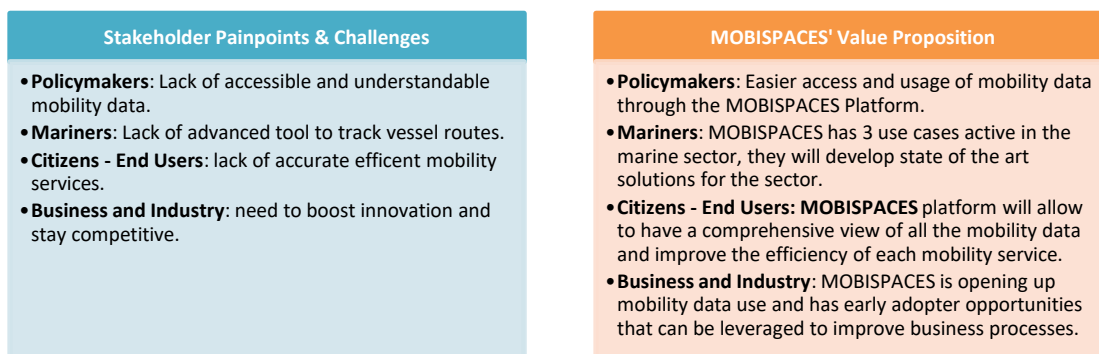 Stakeholder Painpoints & Challenges
•Policymakers: Lack of accessible and understandable
mobility data.
•Mariners: Lack of advanced tool to track vessel routes.
•Citizens - End Users: lack of accurate efficent mobility
services.
•Business and Industry: need to boost innovation and
stay competitive.
MOBISPACES' Value Proposition
•Policymakers: Easier access and usage of mobility data
through the MOBISPACES Platform.
•Mariners: MOBISPACES has 3 use cases active in the
marine sector, they will develop state of the art
solutions for the sector.
•Citizens - End Users: MOBISPACES platform will allow
to have a comprehensive view of all the mobility data
and improve the efficiency of each mobility service.
•Business and Industry: MOBISPACES is opening up
mobility data use and has early adopter opportunities
that can be leveraged to improve business processes.